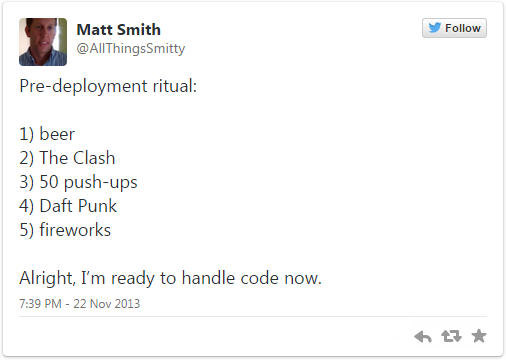 Matt Smith
Follow
@AllThingsSmitty
Pre-deployment ritual:
1) beer
2) The Clash
3) 50 push-ups
4) Daft Punk
5) fireworks
Alright, I’m ready to handle code now.
7:39 PM - 22 Nov 2013